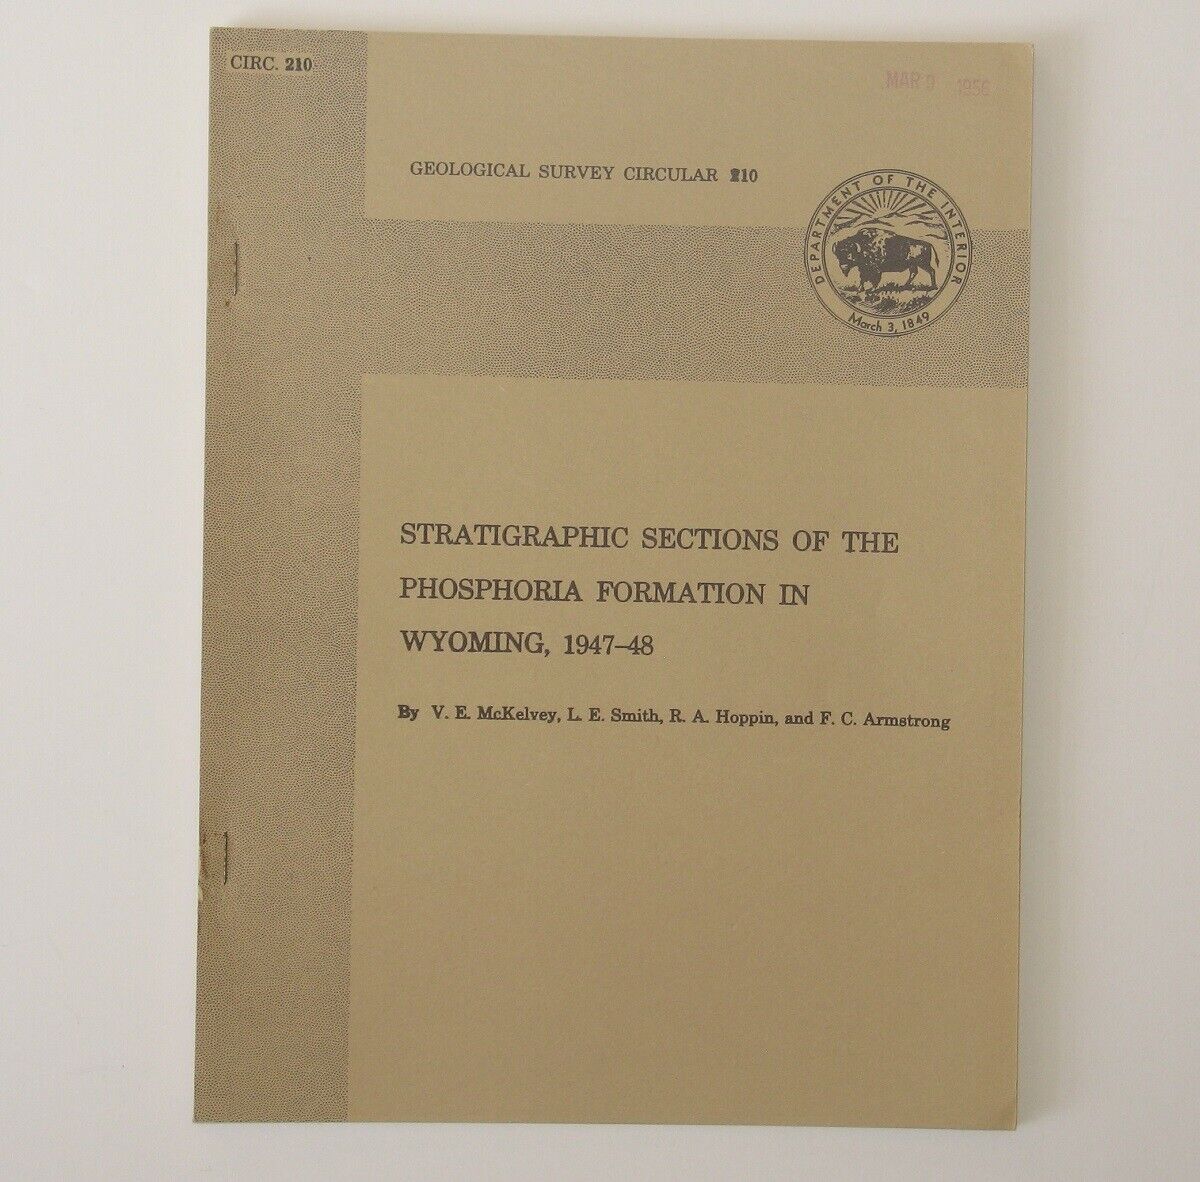 CIRC. 210
MAR 9 1956
GEOLOGICAL SURVEY CIRCULAR 210
DEPARTMENT OF THE INTERIOR
March 3, 1849
STRATIGRAPHIC SECTIONS OF THE
PHOSPHORIA FORMATION IN
WYOMING, 1947–48
By V. E. McKelvey, L. E. Smith, R. A. Hoppin, and F. C. Armstrong